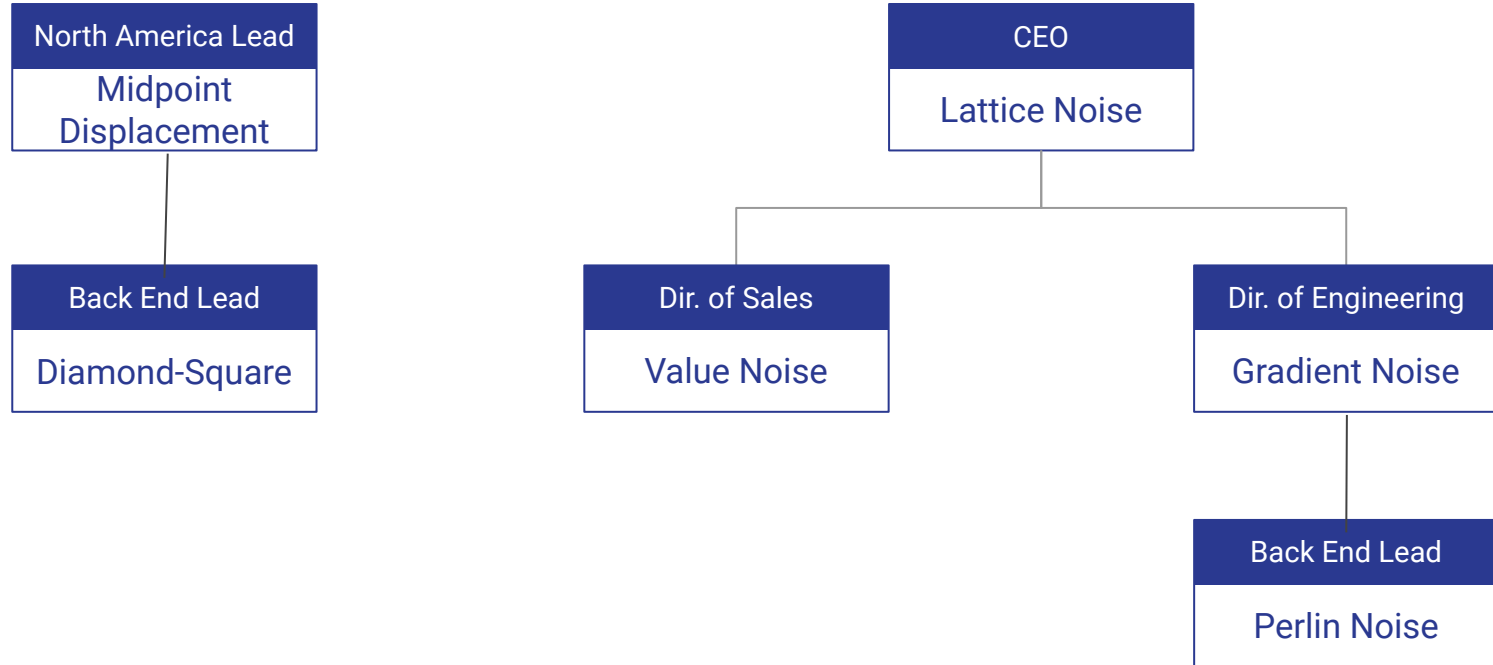 North America Lead
Midpoint
Displacement
CEO
Lattice Noise
Back End Lead
Diamond-Square
Dir. of Sales
Value Noise
Dir. of Engineering
Gradient Noise
Back End Lead
Perlin Noise